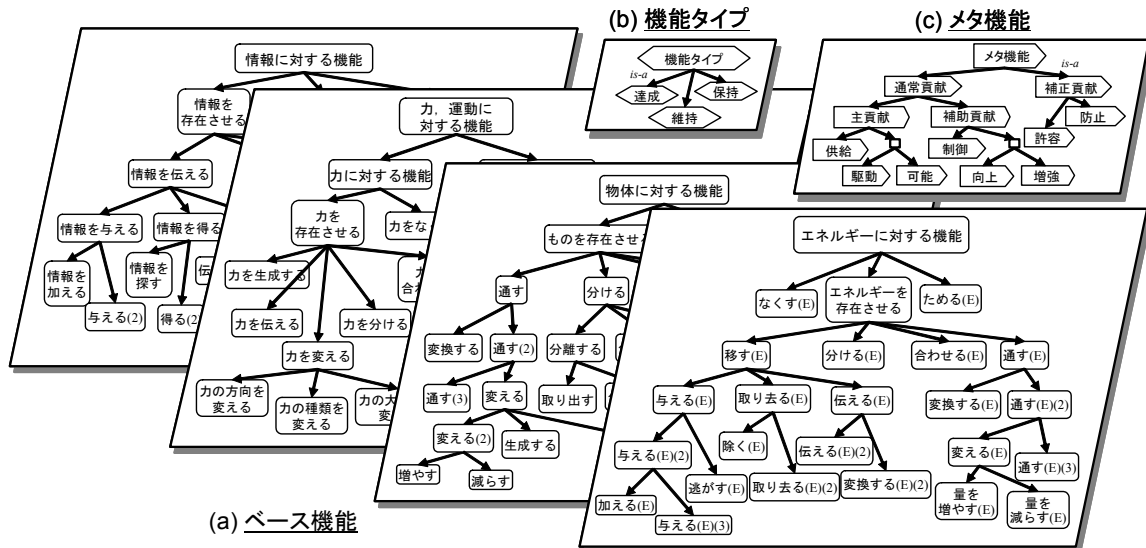 (b) 機能タイプ
機能タイプ
is-a
達成
保持
維持
(c) メタ機能
メタ機能
is-a
通常貢献
補正貢献
主貢献
補助貢献
防止
許容
供給
制御
駆動
可能
向上
増強
情報に対する機能
情報を
存在させる
情報を伝える
情報を与える
情報を得る
情報を
加える
情報を
探す
与える(2)
得る(2)
力，運動に
対する機能
力に対する機能
力を
存在させる
力をな
力を生成する
力
合わ
力を伝える
力を分ける
力を変える
力の方向を
変える
力の種類を
変える
力の大
変
物体に対する機能
ものを存在させる
通す
分ける
変換する
通す(2)
分離する
通す(3)
変える
取り出す
変える(2)
生成する
増やす
減らす
エネルギーに対する機能
なくす(E)
エネルギーを
存在させる
ためる(E)
移す(E)
分ける(E)
合わせる(E)
通す(E)
与える(E)
取り去る(E)
伝える(E)
変換する(E)
通す(E)(2)
与える(E)(2)
除く(E)
伝える(E)(2)
変える(E)
通す(E)(3)
逃がす(E)
取り去る(E)(2)
変換する(E)(2)
加える(E)
与える(E)(3)
量を
増やす(E)
量を
減らす(E)
(a) ベース機能